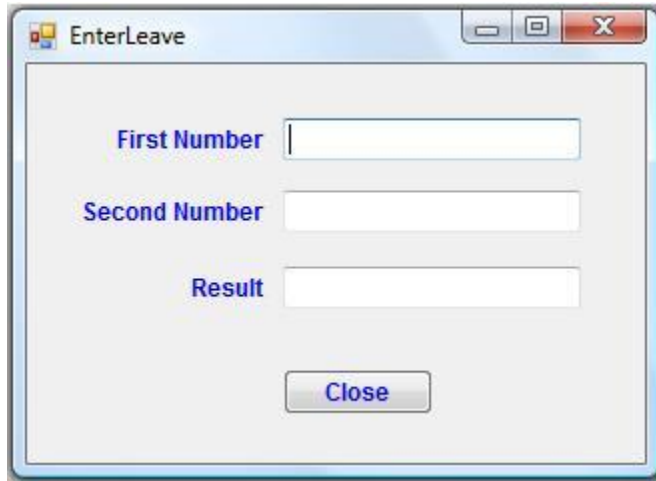 EnterLeave
First Number
Second Number
Result
Close